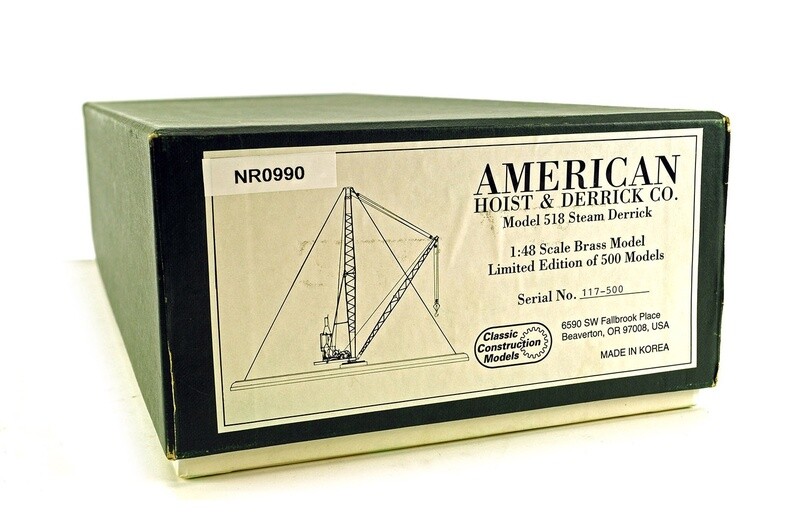 NR0990
AMERICAN
HOIST & DERRICK CO.
Model 518 Steam Derrick
1:48 Scale Brass Model
Limited Edition of 500 Models
Serial No. 117-500
Classic
Construction
Models
6590 SW Fallbrook Place
Beaverton, OR 97008, USA
MADE IN KOREA